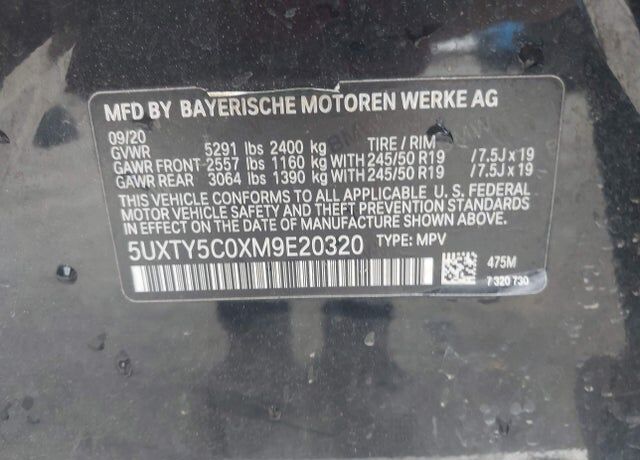 MFD BY BAYERISCHE MOTOREN WERKE AG
09/20
GVWR 5291 lbs 2400 kg TIRE / RIM
GAWR FRONT 2557 lbs 1160 kg WITH 245/50 R19 /7.5J x 19
GAWR REAR 3064 lbs 1390 kg WITH 245/50 R19 /7.5J x 19
THIS VEHICLE CONFORMS TO ALL APPLICABLE U.S. FEDERAL
MOTOR VEHICLE SAFETY AND THEFT PREVENTION STANDARDS
IN EFFECT ON THE DATE OF MANUFACTURE SHOWN ABOVE.
5UXTY5C0XM9E20320 TYPE: MPV
475M
7 320 730